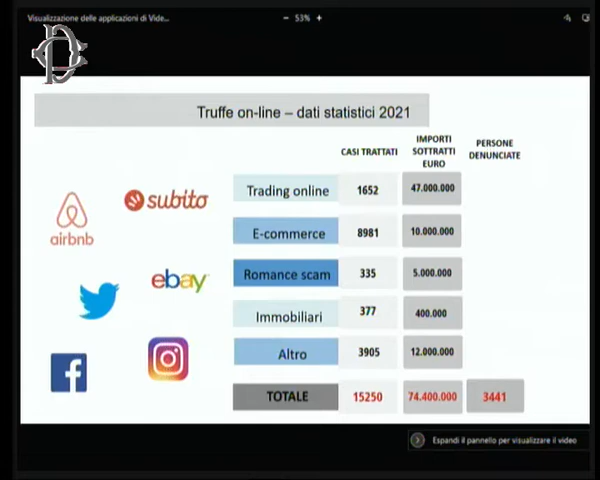 Visualizzazione delle applicazioni di Vide...
− 53% +
Truffe on-line – dati statistici 2021
CASI TRATTATI
IMPORTI
SOTTRATTI
EURO
PERSONE
DENUNCIATE
Trading online 1652 47.000.000
E-commerce 8981 10.000.000
Romance scam 335 5.000.000
Immobiliari 377 400.000
Altro 3905 12.000.000
TOTALE 15250 74.400.000 3441
airbnb
subito
ebay
Espandi il pannello per visualizzare il video